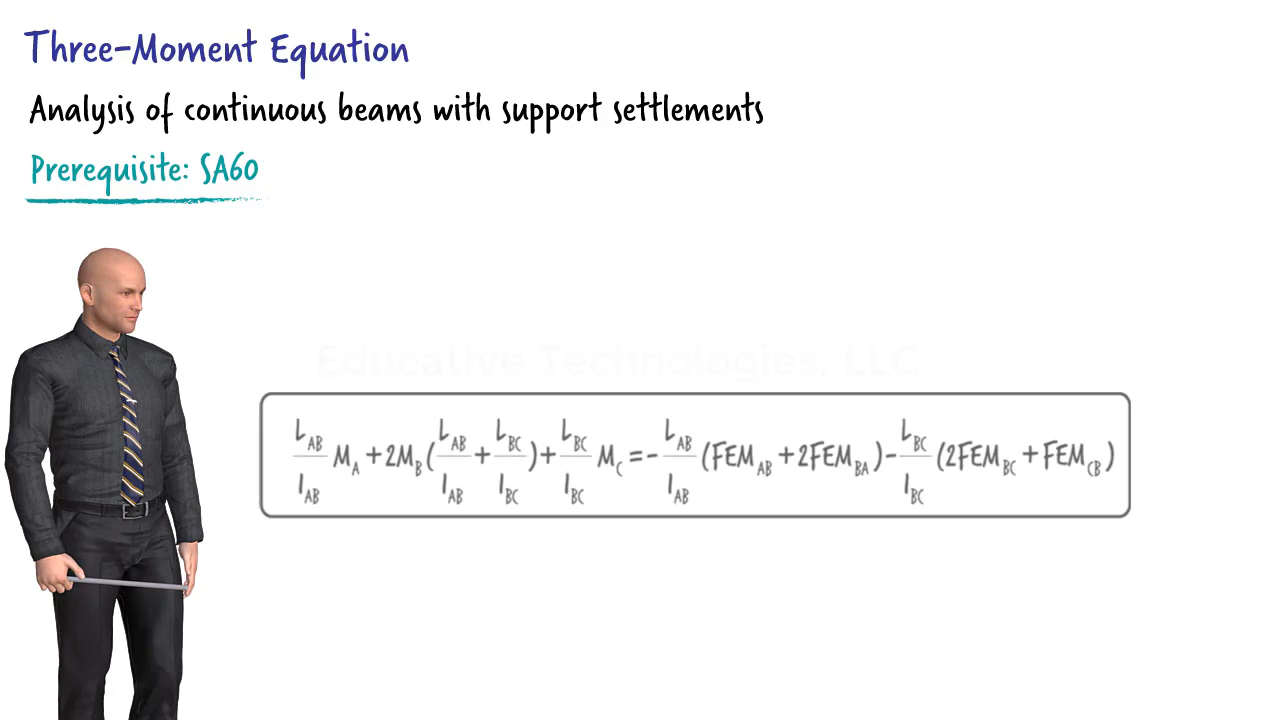 Three-Moment Equation
Analysis of continuous beams with support settlements
Prerequisite: SA60
Educative Technologies, LLC
L_AB/I_AB M_A + 2M_B(L_AB/I_AB + L_BC/I_BC) + L_BC/I_BC M_C = - L_AB/I_AB (FEM_AB + 2FEM_BA) - L_BC/I_BC (2FEM_BC + FEM_CB)